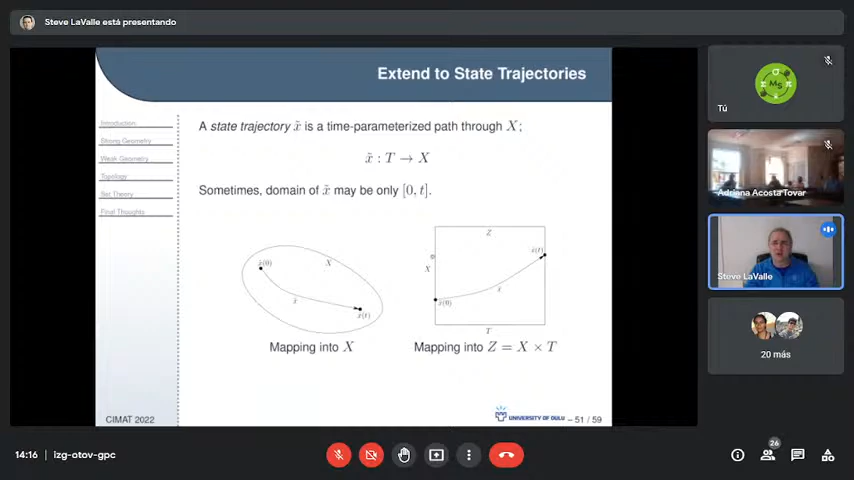 Steve LaValle está presentando
Extend to State Trajectories
Introduction
Strong Geometry
Weak Geometry
Topology
Set Theory
Final Thoughts
A state trajectory x̃ is a time-parameterized path through X;
x̃ : T → X
Sometimes, domain of x̃ may be only [0, t].
x̃(0)
X
x̃
x̃(t)
Mapping into X
Z
x̃(t)
X
x̃
x̃(0)
T
Mapping into Z = X × T
CIMAT 2022
UNIVERSITY OF OULU
– 51 / 59
MS
Tú
Adriana Acosta Tovar
Steve LaValle
20 más
14:16
lzg-otov-gpc
26